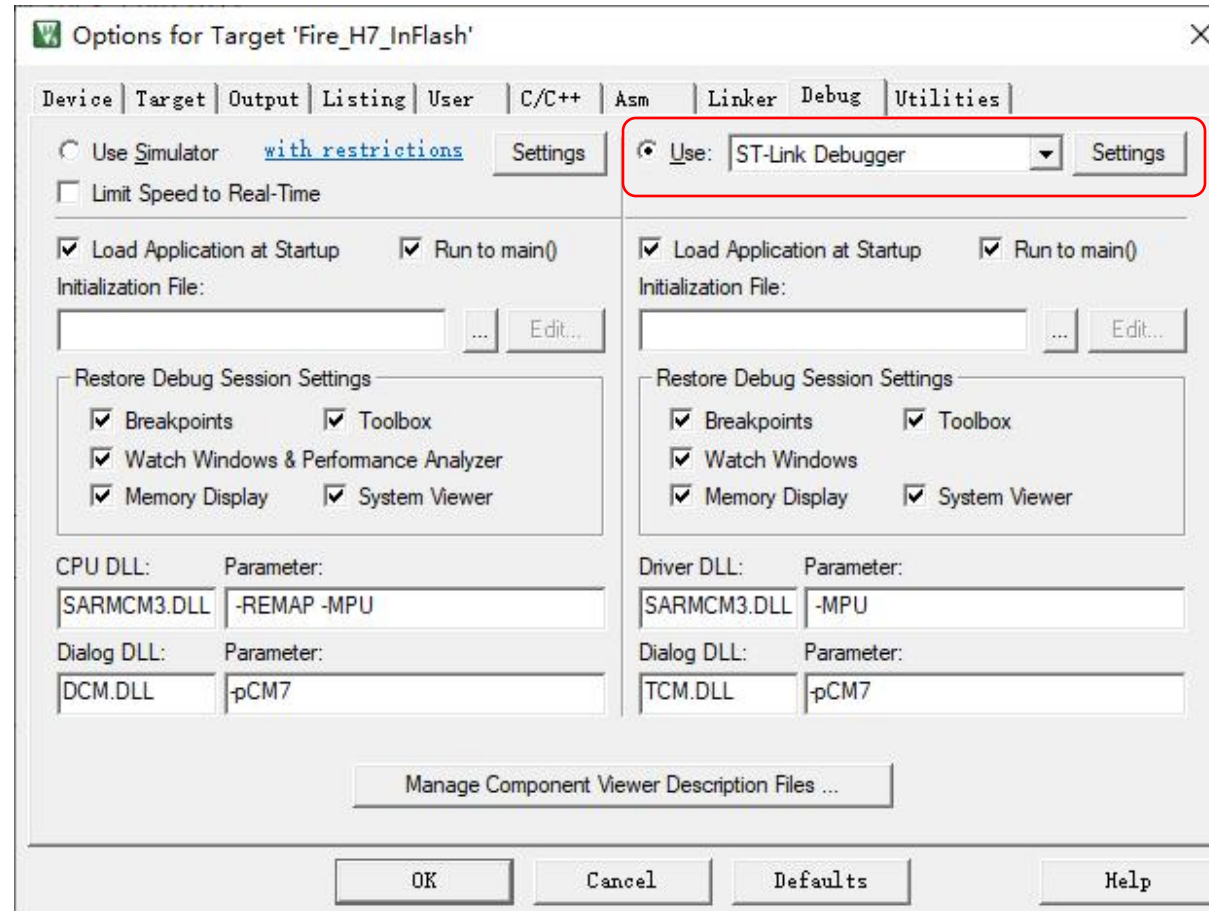 Options for Target 'Fire_H7_InFlash'
Device Target Output Listing User C/C++ Asm Linker Debug Utilities
Use Simulator with restrictions Settings
Limit Speed to Real-Time
Use: ST-Link Debugger Settings
Load Application at Startup Run to main()
Initialization File:
... Edit...
Restore Debug Session Settings
Breakpoints Toolbox
Watch Windows & Performance Analyzer
Memory Display System Viewer
CPU DLL: Parameter:
SARMCM3.DLL -REMAP -MPU
Dialog DLL: Parameter:
DCM.DLL -pCM7
Load Application at Startup Run to main()
Initialization File:
... Edit...
Restore Debug Session Settings
Breakpoints Toolbox
Watch Windows
Memory Display System Viewer
Driver DLL: Parameter:
SARMCM3.DLL -MPU
Dialog DLL: Parameter:
TCM.DLL -pCM7
Manage Component Viewer Description Files ...
OK Cancel Defaults Help